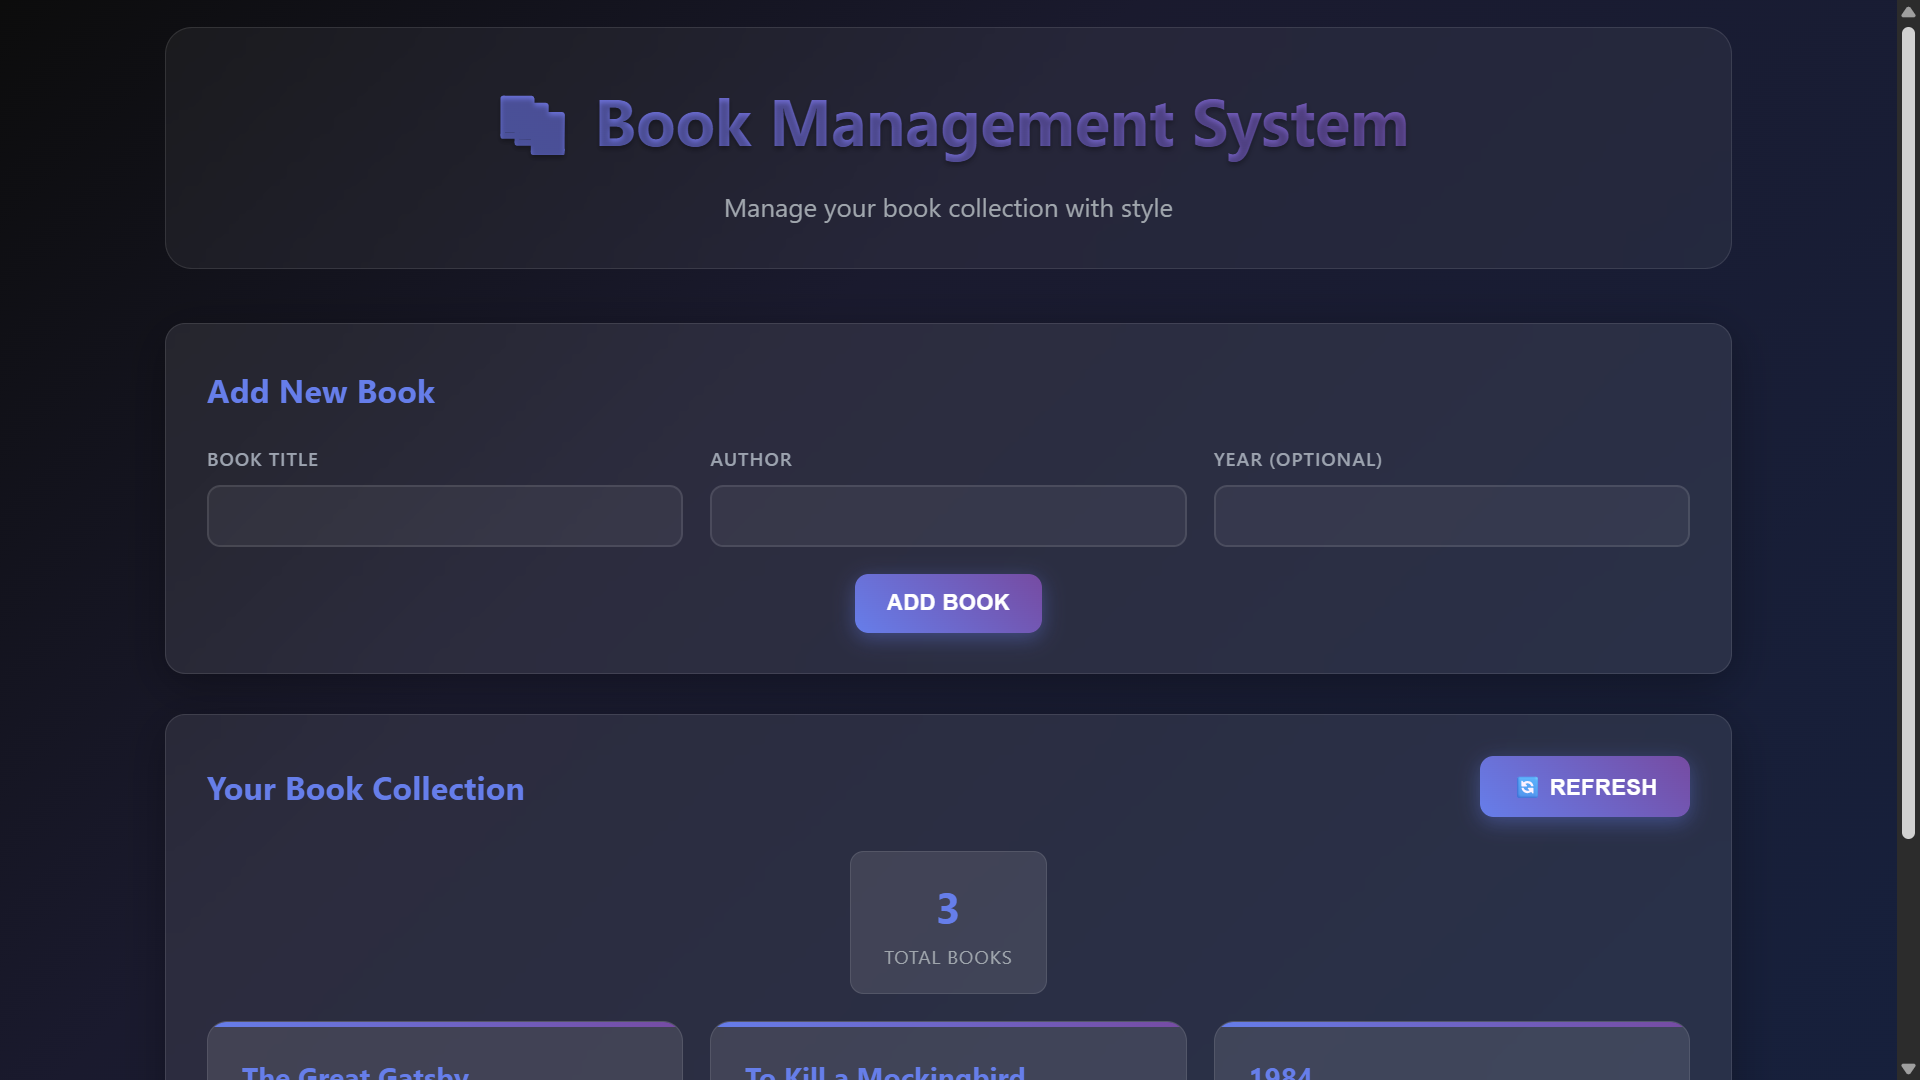 Book Management System
Manage your book collection with style
Add New Book
BOOK TITLE
AUTHOR
YEAR (OPTIONAL)
ADD BOOK
Your Book Collection
REFRESH
3
TOTAL BOOKS
The Great Gatsby
To Kill a Mockingbird
1984